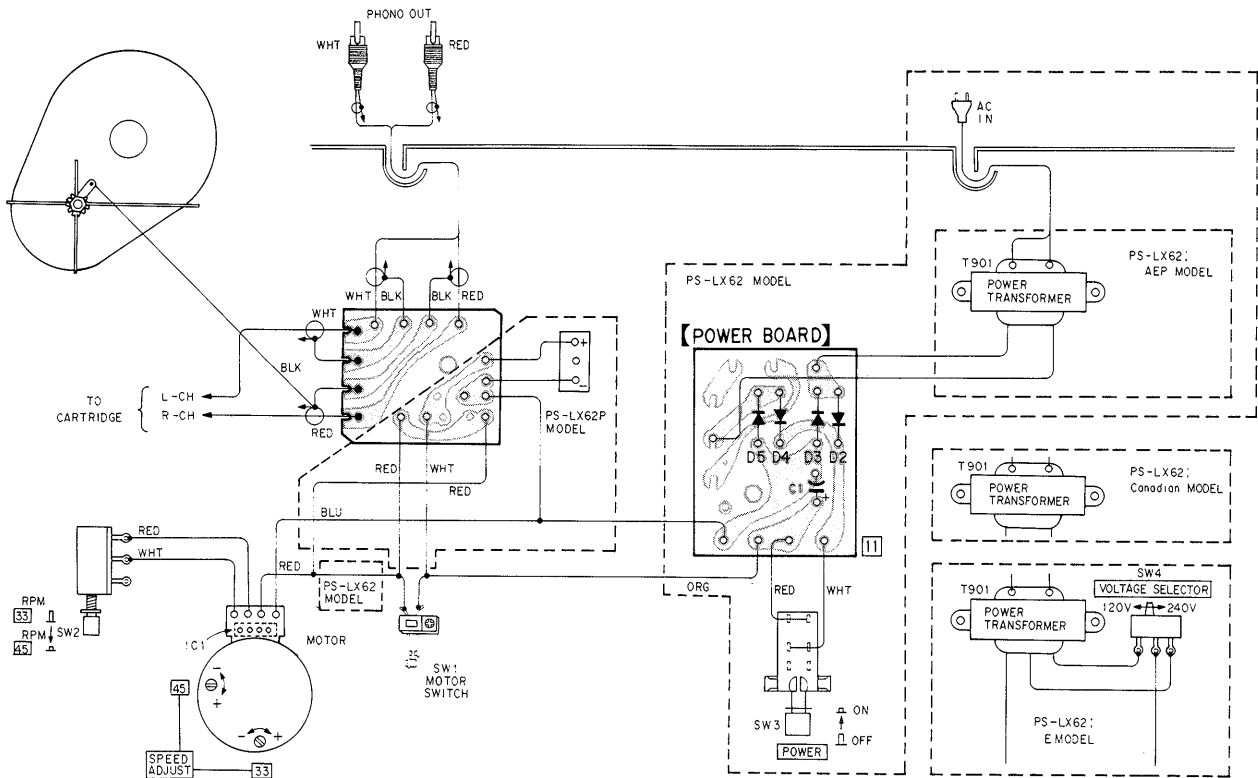 PHONO OUT
WHT
RED
AC
IN
T901
PS-LX62:
AEP MODEL
POWER
TRANSFORMER
PS-LX62 MODEL
WHT
BLK
BLK
RED
WHT
BLK
【POWER BOARD】
TO
CARTRIDGE
L-CH
R-CH
RED
+
-
PS-LX62P
MODEL
D5
D4
D3
D2
C1
+
RED
WHT
RED
BLU
11
T901
POWER
TRANSFORMER
PS-LX62:
Canadian MODEL
RED
WHT
RED
PS-LX62
MODEL
ORG
RED
WHT
RPM
33
RPM
45
SW2
IC1
MOTOR
SW1
MOTOR
SWITCH
T901
POWER
TRANSFORMER
SW4
VOLTAGE SELECTOR
120V
240V
PS-LX62:
E MODEL
-
+
45
-
+
SPEED
ADJUST
33
SW3
POWER
ON
OFF